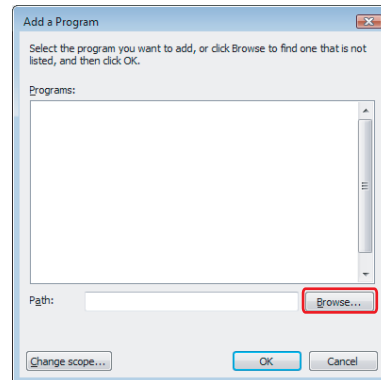 Add a Program
Select the program you want to add, or click Browse to find one that is not
listed, and then click OK.
Programs:
Path:
Browse...
Change scope...
OK
Cancel